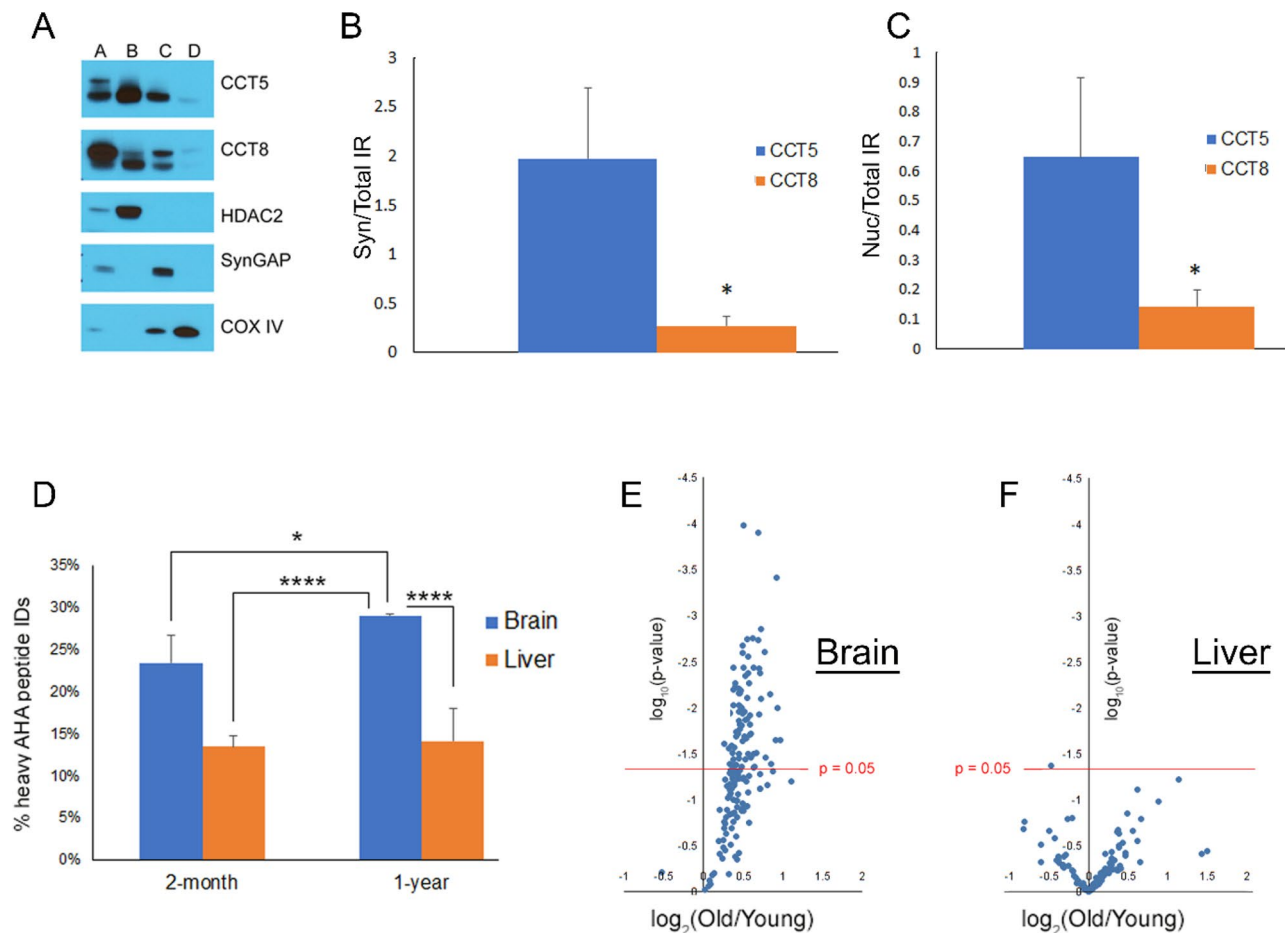 A
A B C D
CCT5
CCT8
HDAC2
SynGAP
COX IV
B
Syn/Total IR
3
2.5
2
1.5
1
0.5
0
*
CCT5
CCT8
C
Nuc/Total IR
1
0.9
0.8
0.7
0.6
0.5
0.4
0.3
0.2
0.1
0
*
CCT5
CCT8
D
% heavy AHA peptide IDs
35%
30%
25%
20%
15%
10%
5%
0%
*
****
****
Brain
Liver
2-month
1-year
E
-4.5
-4
-3.5
-3
-2.5
-2
-1.5
-1
-0.5
0
log10(p-value)
Brain
p = 0.05
-1 -0.5 0 0.5 1 1.5 2
log2(Old/Young)
F
-4.5
-4
-3.5
-3
-2.5
-2
-1.5
-1
-0.5
0
log10(p-value)
Liver
p = 0.05
-1 -0.5 0 0.5 1 1.5 2
log2(Old/Young)